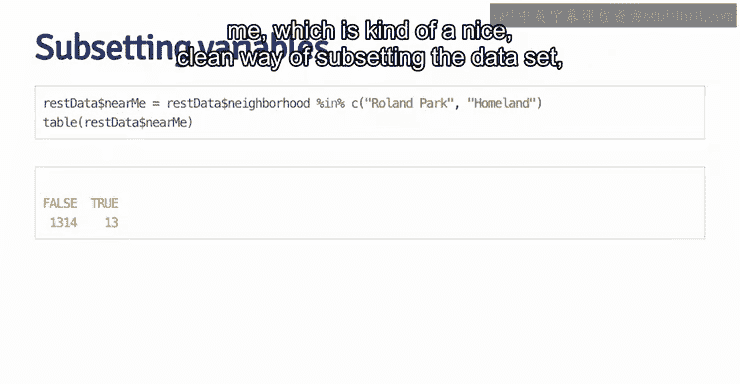 Subsetting variables
me, which is kind of a nice,
clean way of subsetting the data set,
restData$nearMe = restData$neighborhood %in% c("Roland Park", "Homeland")
table(restData$nearMe)
FALSE TRUE
1314 13